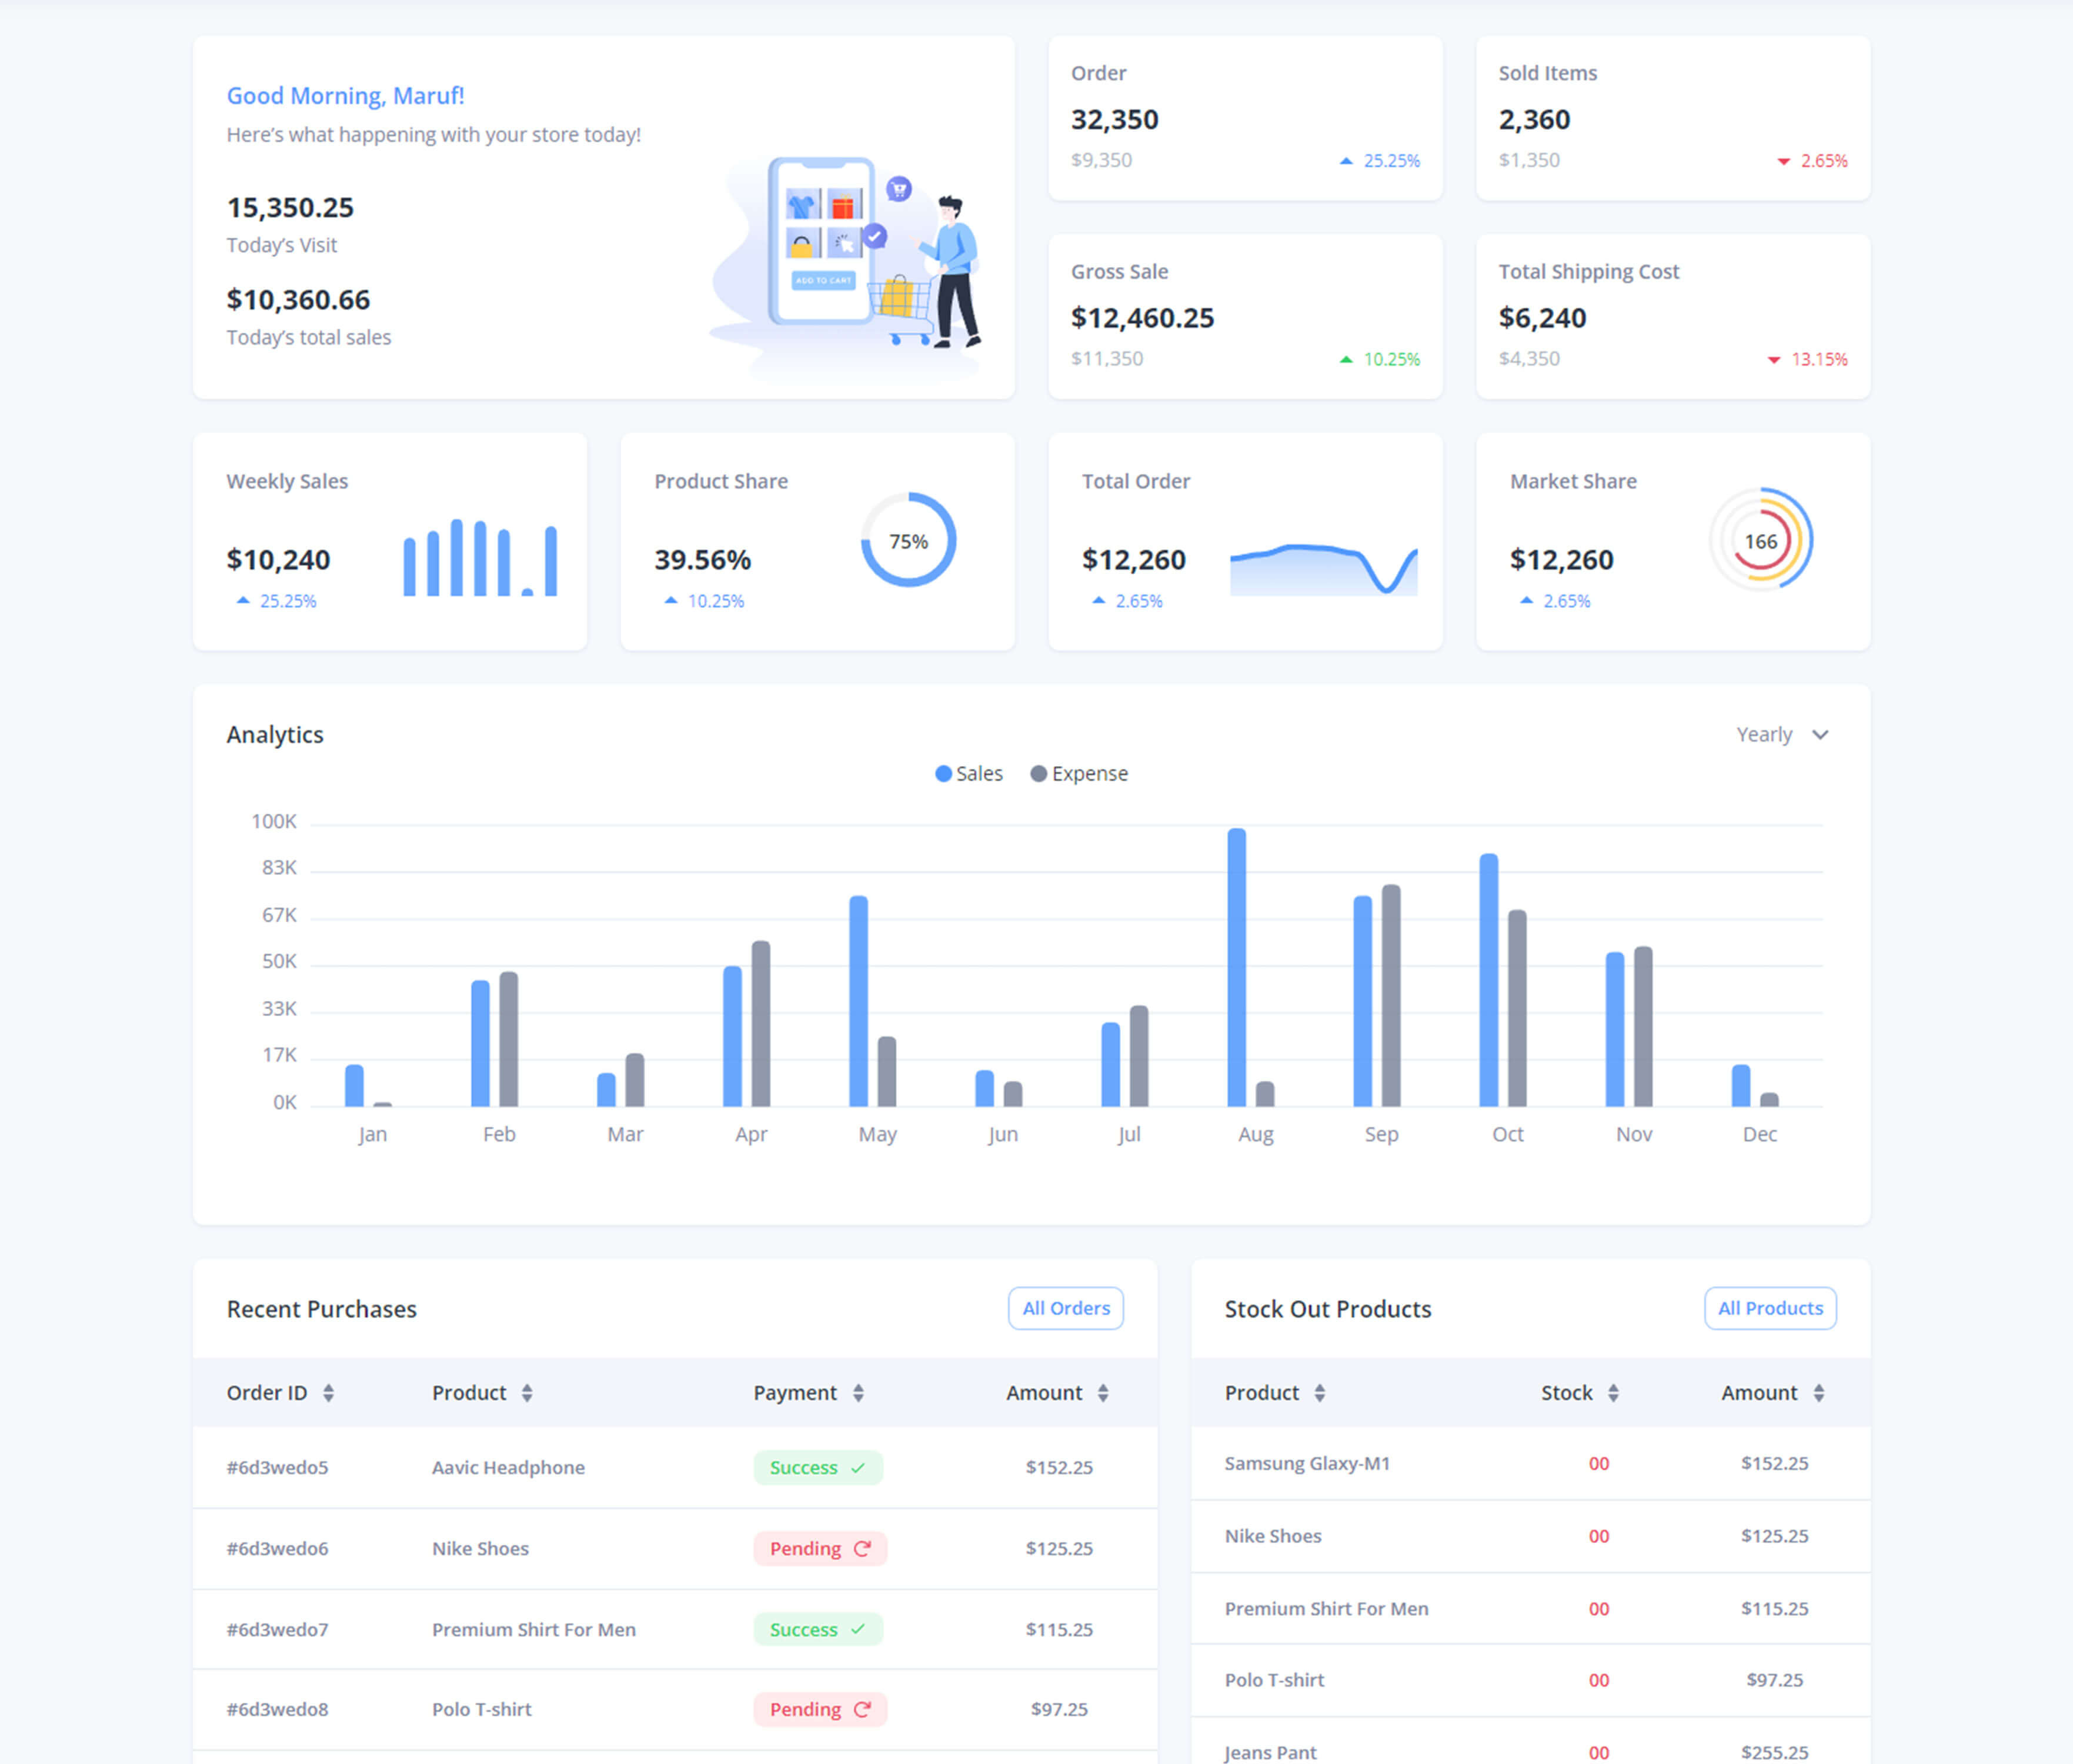 Good Morning, Maruf!
Here’s what happening with your store today!
15,350.25
Today’s Visit
$10,360.66
Today’s total sales
ADD TO CART
Order
32,350
$9,350 25.25%
Sold Items
2,360
$1,350 2.65%
Gross Sale
$12,460.25
$11,350 10.25%
Total Shipping Cost
$6,240
$4,350 13.15%
Weekly Sales
$10,240
25.25%
Product Share
39.56%
10.25%
75%
Total Order
$12,260
2.65%
Market Share
$12,260
2.65%
166
Analytics
Yearly
Sales Expense
100K
83K
67K
50K
33K
17K
0K
Jan Feb Mar Apr May Jun Jul Aug Sep Oct Nov Dec
Recent Purchases All Orders
Order ID Product Payment Amount
#6d3wedo5 Aavic Headphone Success $152.25
#6d3wedo6 Nike Shoes Pending $125.25
#6d3wedo7 Premium Shirt For Men Success $115.25
#6d3wedo8 Polo T-shirt Pending $97.25
Stock Out Products All Products
Product Stock Amount
Samsung Glaxy-M1 00 $152.25
Nike Shoes 00 $125.25
Premium Shirt For Men 00 $115.25
Polo T-shirt 00 $97.25
Jeans Pant 00 $255.25